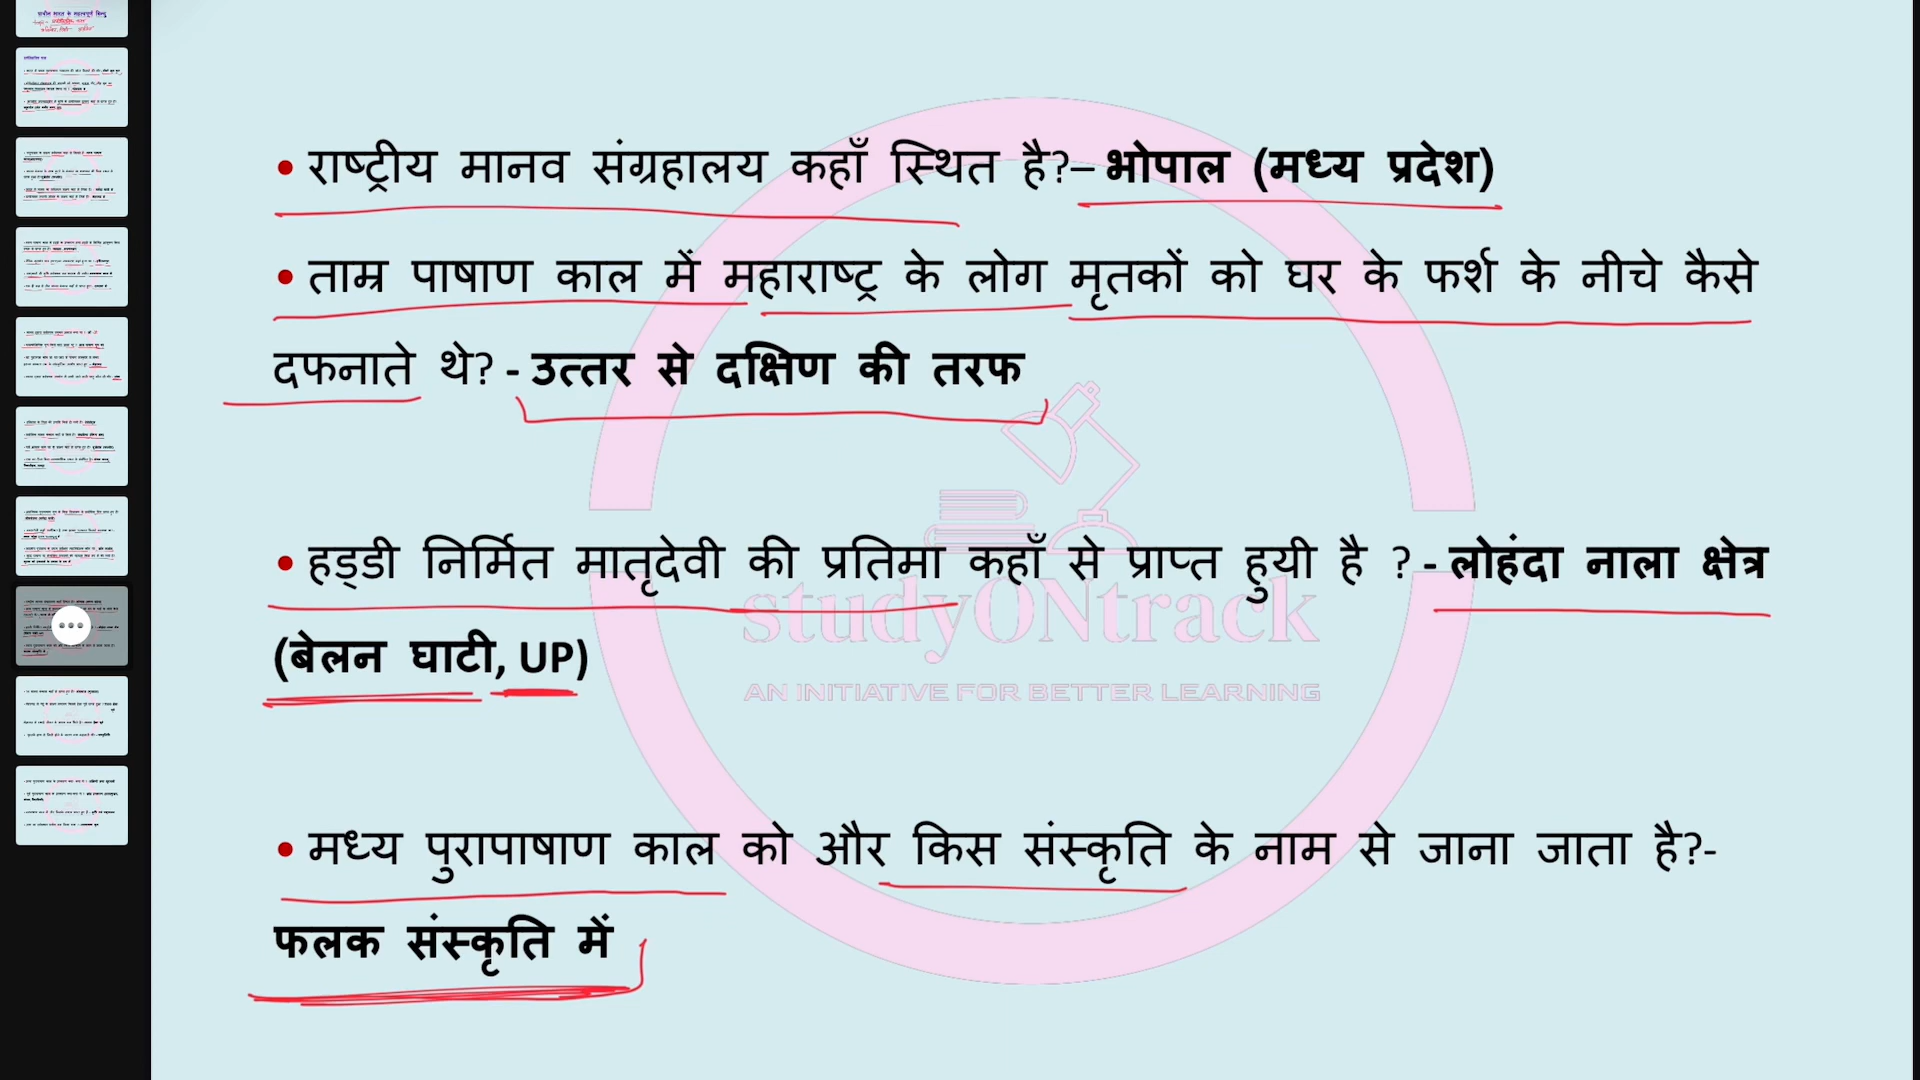 • राष्ट्रीय मानव संग्रहालय कहाँ स्थित है?– भोपाल (मध्य प्रदेश)
• ताम्र पाषाण काल में महाराष्ट्र के लोग मृतकों को घर के फर्श के नीचे कैसे
दफनाते थे? - उत्तर से दक्षिण की तरफ
• हड्डी निर्मित मातृदेवी की प्रतिमा कहाँ से प्राप्त हुयी है ? - लोहंदा नाला क्षेत्र
(बेलन घाटी, UP)
studyONtrack
AN INITIATIVE FOR BETTER LEARNING
• मध्य पुरापाषाण काल को और किस संस्कृति के नाम से जाना जाता है?-
फलक संस्कृति में